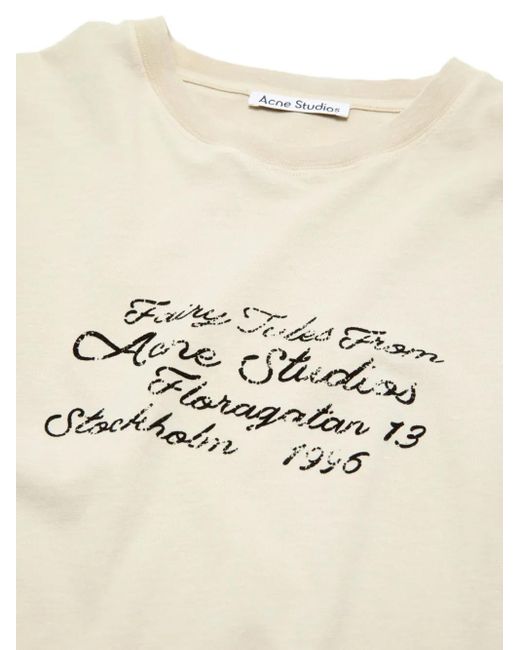 Acne Studios
Fairy Tales From
Acne Studios
Floragatan 13
Stockholm 1996